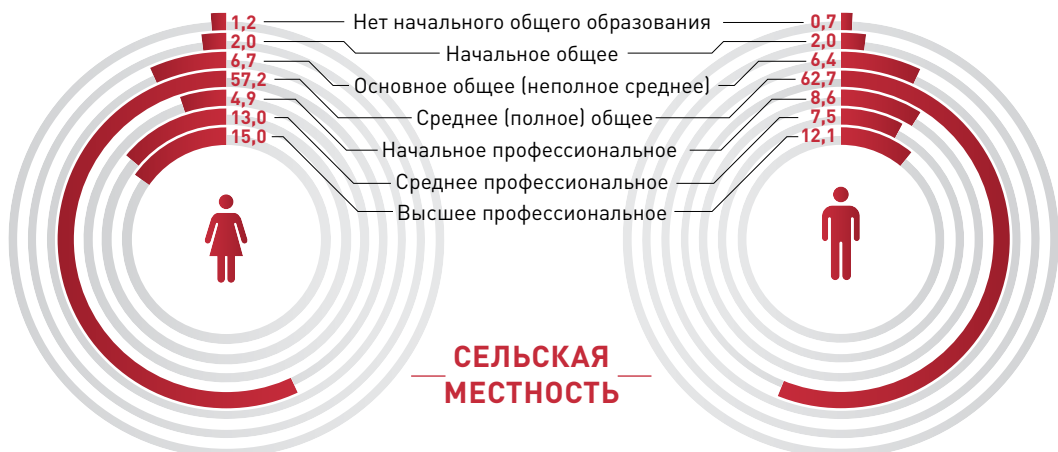 1,2 Нет начального общего образования 0,7
2,0 Начальное общее 2,0
6,7 Основное общее (неполное среднее) 6,4
57,2 Среднее (полное) общее 62,7
4,9 Начальное профессиональное 8,6
13,0 Среднее профессиональное 7,5
15,0 Высшее профессиональное 12,1
СЕЛЬСКАЯ
МЕСТНОСТЬ